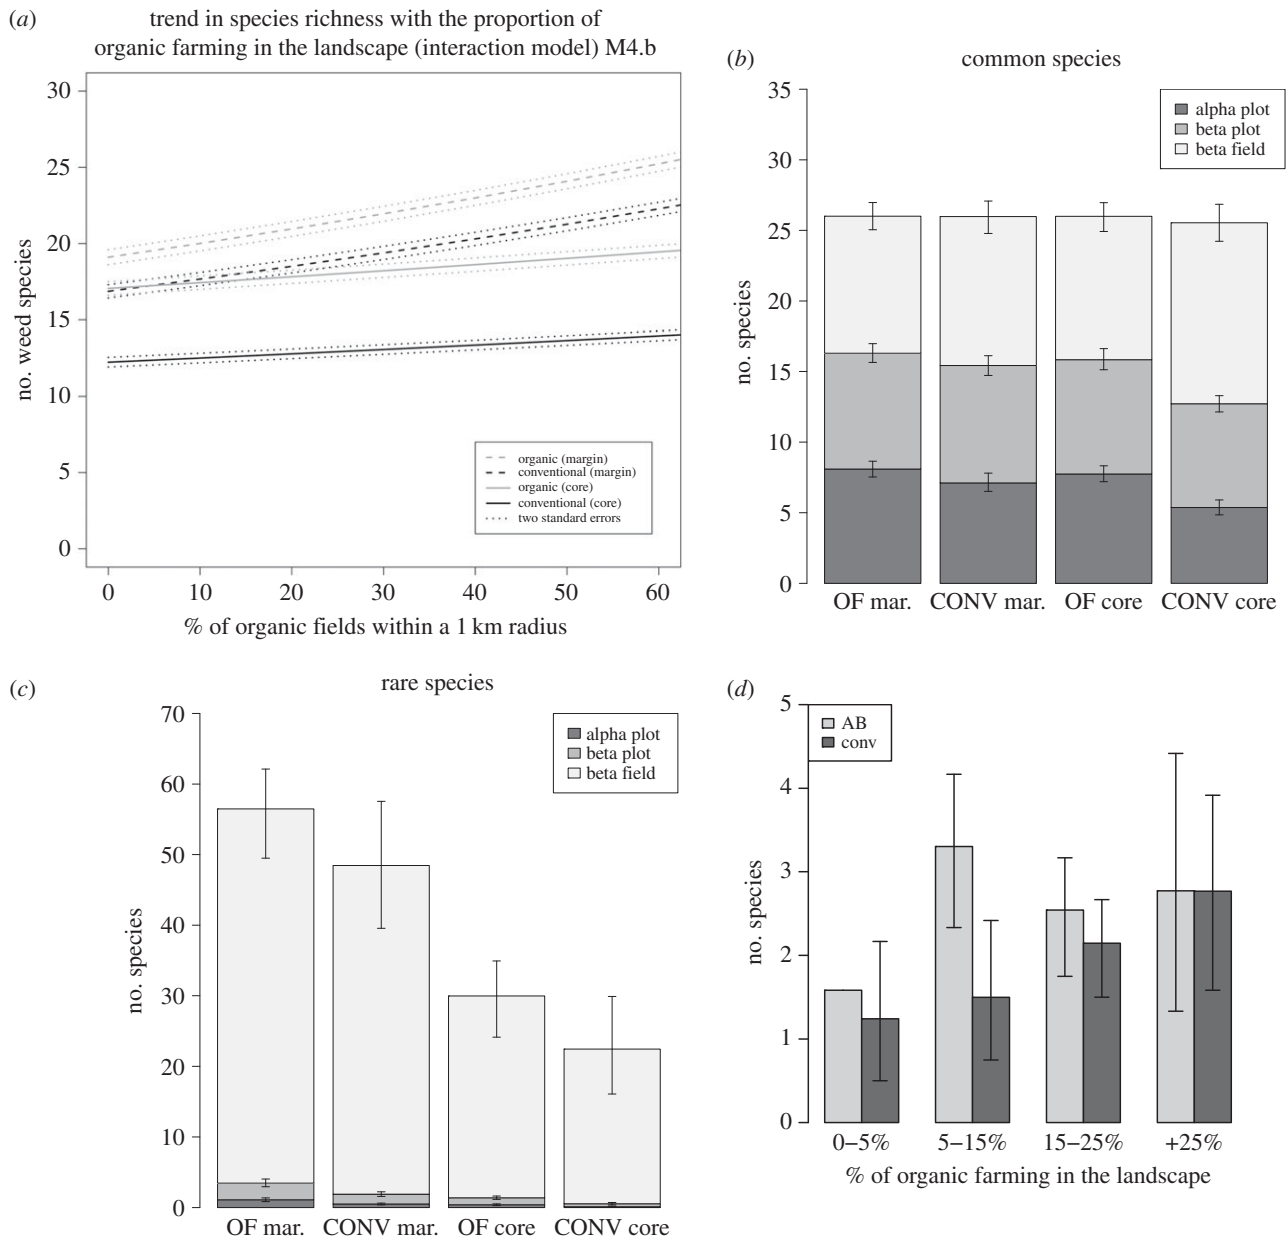 (a)
trend in species richness with the proportion of
organic farming in the landscape (interaction model) M4.b
no. weed species
30
25
20
15
10
5
0
organic (margin)
conventional (margin)
organic (core)
conventional (core)
two standard errors
0 10 20 30 40 50 60
% of organic fields within a 1 km radius
(b)
common species
no. species
35
30
25
20
15
10
5
0
alpha plot
beta plot
beta field
OF mar. CONV mar. OF core CONV core
(c)
rare species
no. species
70
60
50
40
30
20
10
0
alpha plot
beta plot
beta field
OF mar. CONV mar. OF core CONV core
(d)
no. species
5
4
3
2
1
0
AB
conv
0–5% 5–15% 15–25% +25%
% of organic farming in the landscape